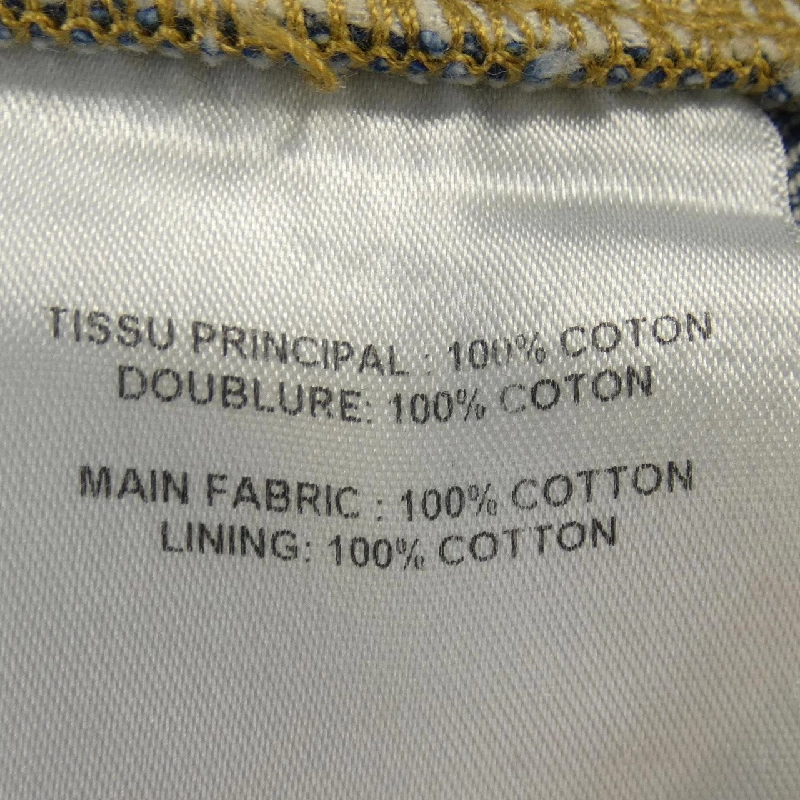 TISSU PRINCIPAL : 100% COTON
DOUBLURE: 100% COTON
MAIN FABRIC : 100% COTTON
LINING: 100% COTTON